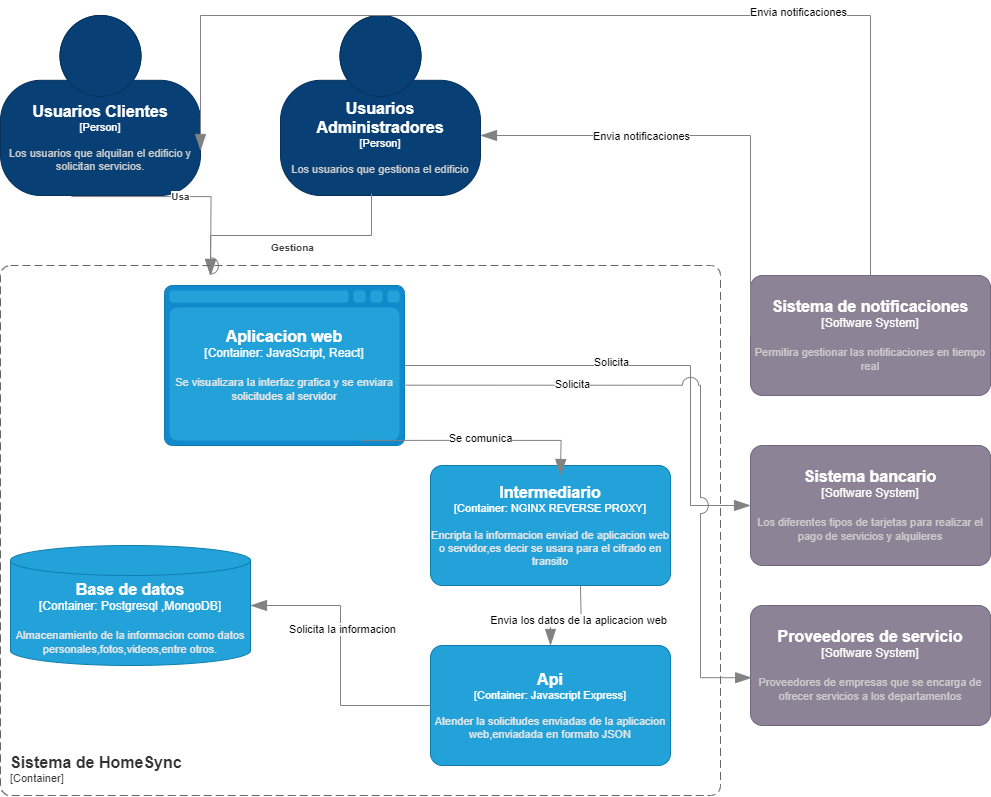 Envia notificaciones
Usuarios Clientes
[Person]
Los usuarios que alquilan el edificio y
solicitan servicios.
Usuarios
Administradores
[Person]
Los usuarios que gestiona el edificio
Envia notificaciones
Usa
Gestiona
Aplicacion web
[Container: JavaScript, React]
Se visualizara la interfaz grafica y se enviara
solicitudes al servidor
Sistema de notificaciones
[Software System]
Permitira gestionar las notificaciones en tiempo
real
Solicita
Solicita
Se comunica
Intermediario
[Container: NGINX REVERSE PROXY]
Encripta la informacion enviad de aplicacion web
o servidor,es decir se usara para el cifrado en
transito
Sistema bancario
[Software System]
Los diferentes tipos de tarjetas para realizar el
pago de servicios y alquileres
Base de datos
[Container: Postgresql ,MongoDB]
Almacenamiento de la informacion como datos
personales,fotos,videos,entre otros.
Solicita la informacion
Envia los datos de la aplicacion web
Api
[Container: Javascript Express]
Atender la solicitudes enviadas de la aplicacion
web,enviadada en formato JSON
Proveedores de servicio
[Software System]
Proveedores de empresas que se encarga de
ofrecer servicios a los departamentos
Sistema de HomeSync
[Container]